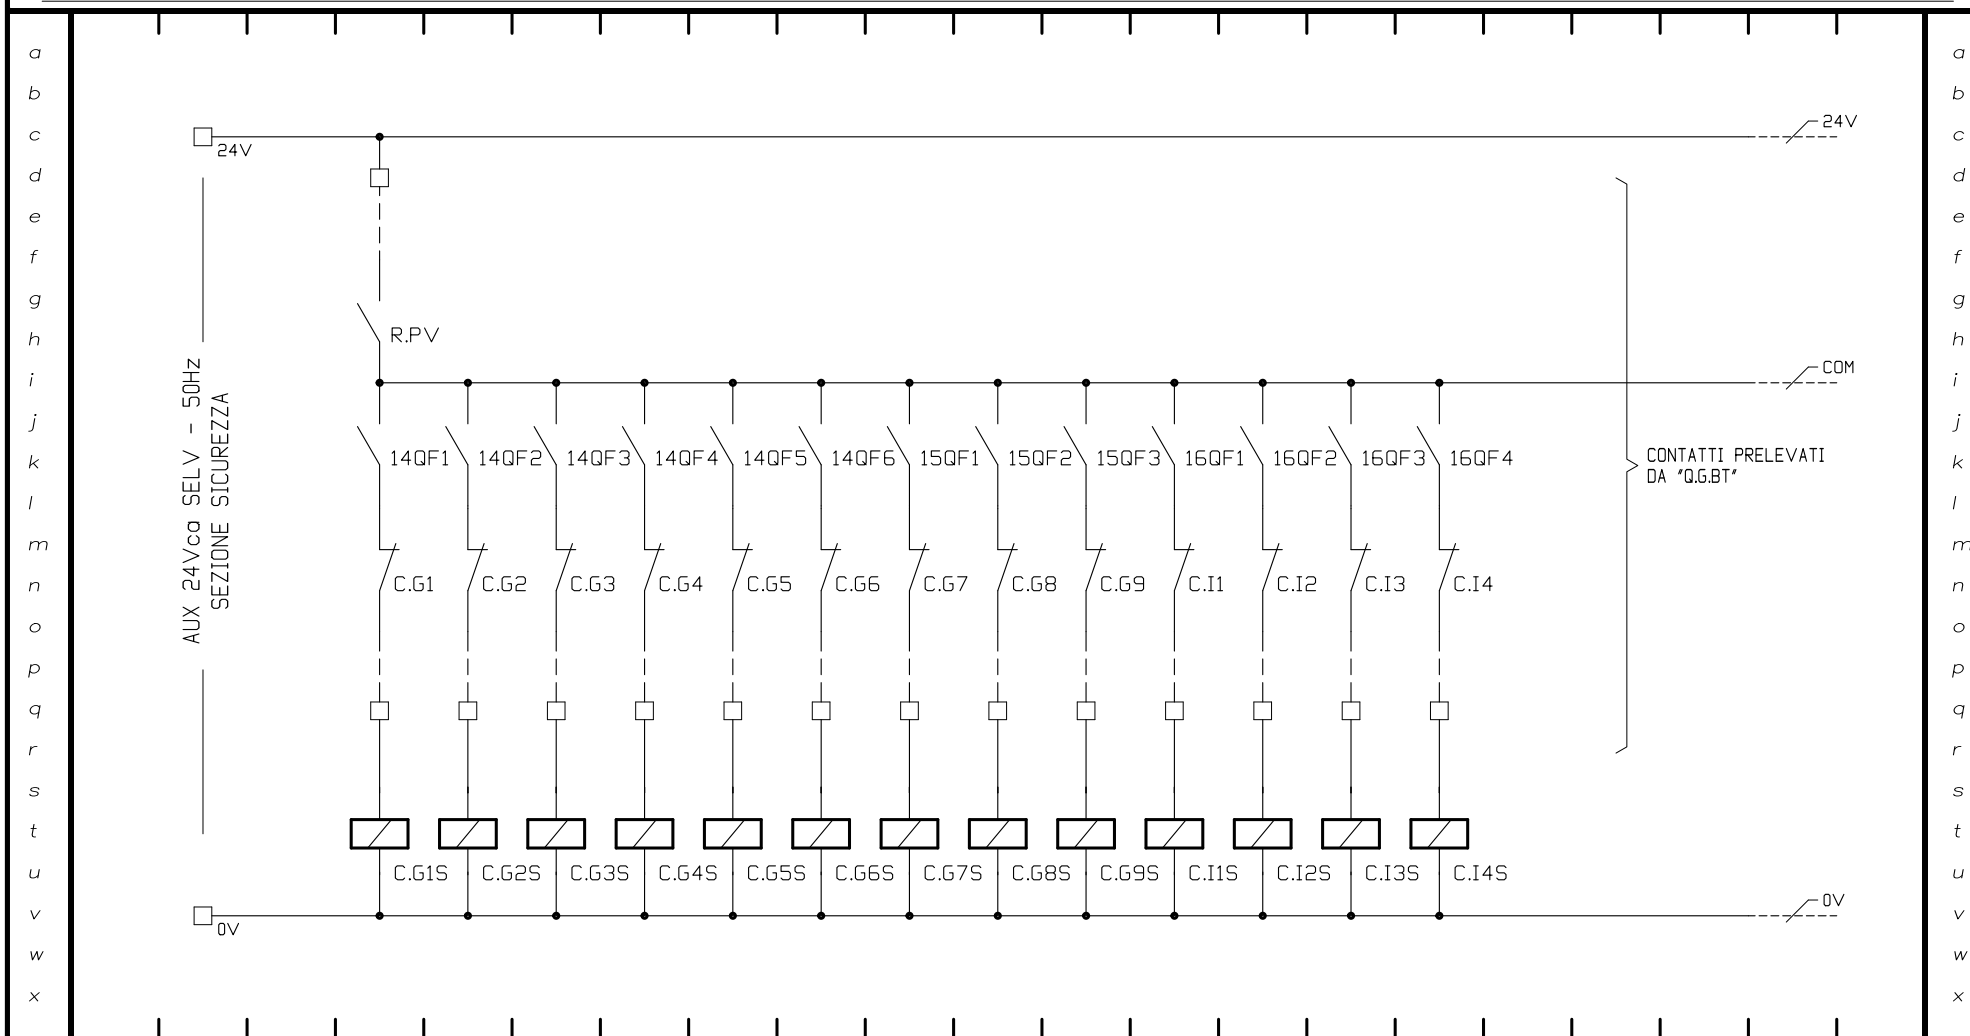 a a
b b
c c
d d
e e
f f
g g
h h
i i
j j
k k
l l
m m
n n
o o
p p
q q
r r
s s
t t
u u
v v
w w
x x
24V
24V
R.PV
COM
AUX 24Vca SELV - 50Hz
SEZIONE SICUREZZA
14QF1 14QF2 14QF3 14QF4 14QF5 14QF6 15QF1 15QF2 15QF3 16QF1 16QF2 16QF3 16QF4
CONTATTI PRELEVATI
DA "Q.G.BT"
C.G1 C.G2 C.G3 C.G4 C.G5 C.G6 C.G7 C.G8 C.G9 C.I1 C.I2 C.I3 C.I4
C.G1S C.G2S C.G3S C.G4S C.G5S C.G6S C.G7S C.G8S C.G9S C.I1S C.I2S C.I3S C.I4S
0V
0V